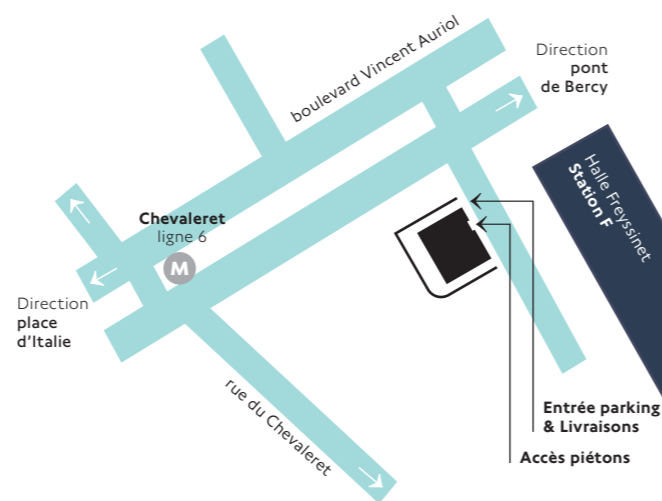 boulevard Vincent Auriol
Direction
pont
de Bercy
Halle Freyssinet
Station F
Chevaleret
ligne 6
M
Direction
place
d'Italie
rue du Chevaleret
Entrée parking
& Livraisons
Accès piétons